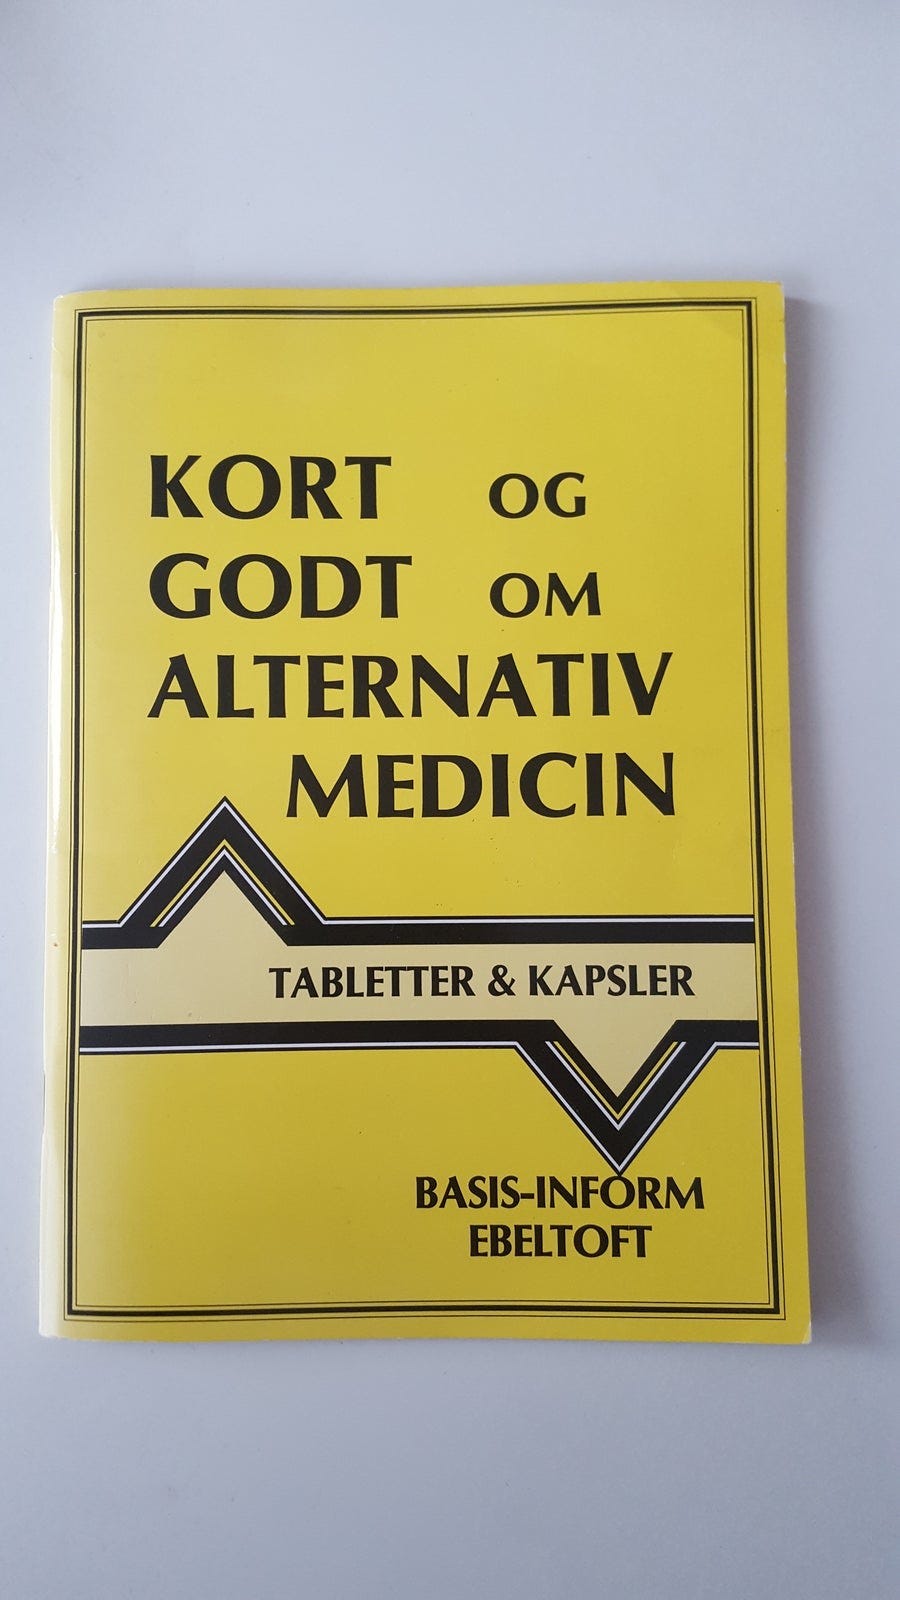 KORT OG
GODT OM
ALTERNATIV
MEDICIN
TABLETTER & KAPSLER
BASIS-INFORM
EBELTOFT